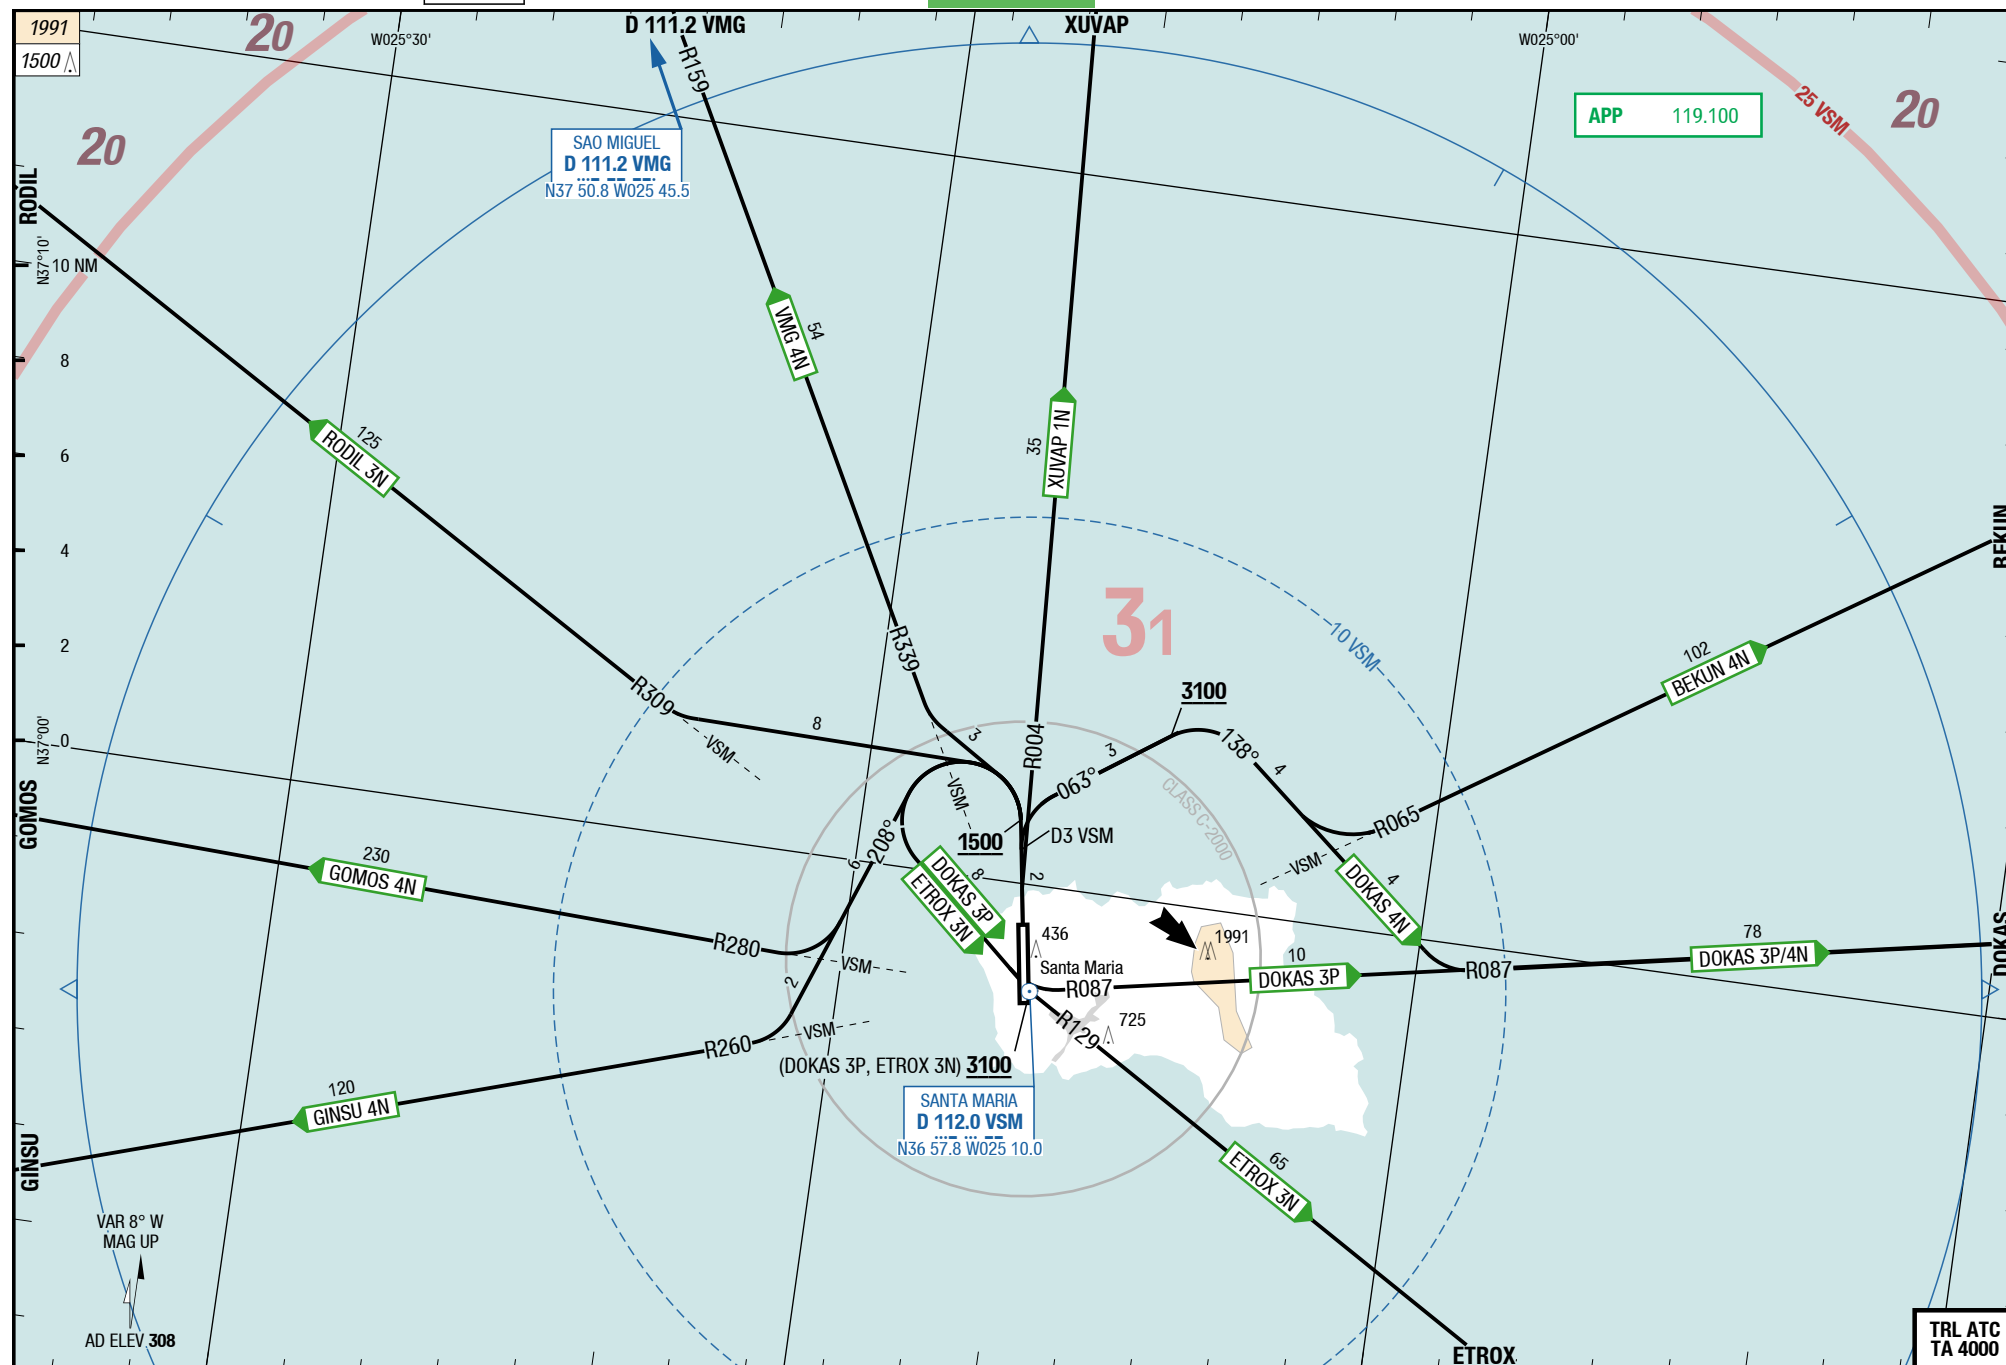 1991
1500
20
W025°30'
D 111.2 VMG
XUVAP
W025°00'
20
25 VSM
20
APP 119.100
R159
SAO MIGUEL
D 111.2 VMG
N37 50.8 W025 45.5
RODIL
N37°10'
10 NM
8
6
4
2
0
N37°00'
54
VMG 4N
35
XUVAP 1N
125
RODIL 3N
BEKUN
31
10 VSM
R339
R309
VSM
8
3
VSM
R004
3100
063°
3
138°
4
102
BEKUN 4N
R065
VSM
CLASS C-2000
GOMOS
230
GOMOS 4N
R280
VSM
208°
6
2
1500
D3 VSM
2
DOKAS 3P
8
ETROX 3N
4
DOKAS 4N
436
1991
Santa Maria
R087
10
DOKAS 3P
R087
78
DOKAS 3P/4N
DOKAS
725
R129
R260
VSM
(DOKAS 3P, ETROX 3N) 3100
120
GINSU 4N
GINSU
SANTA MARIA
D 112.0 VSM
N36 57.8 W025 10.0
65
ETROX 3N
ETROX
VAR 8° W
MAG UP
AD ELEV 308
TRL ATC
TA 4000